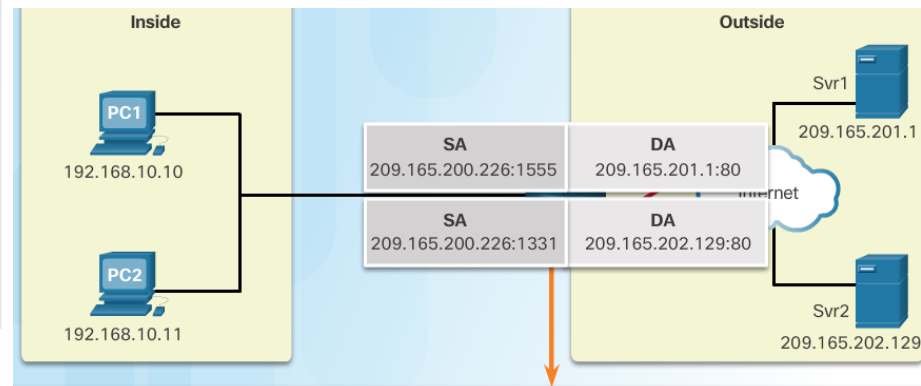 Inside
Outside
PC1
192.168.10.10
PC2
192.168.10.11
SA
209.165.200.226:1555
DA
209.165.201.1:80
SA
209.165.200.226:1331
DA
209.165.202.129:80
Svr1
209.165.201.1
Svr2
209.165.202.129